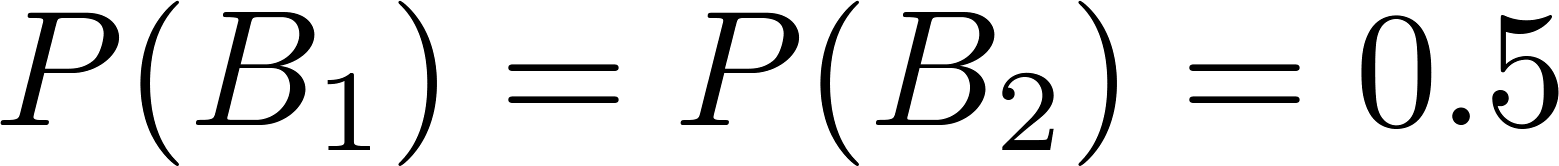 P(B₁) = P(B₂) = 0.5